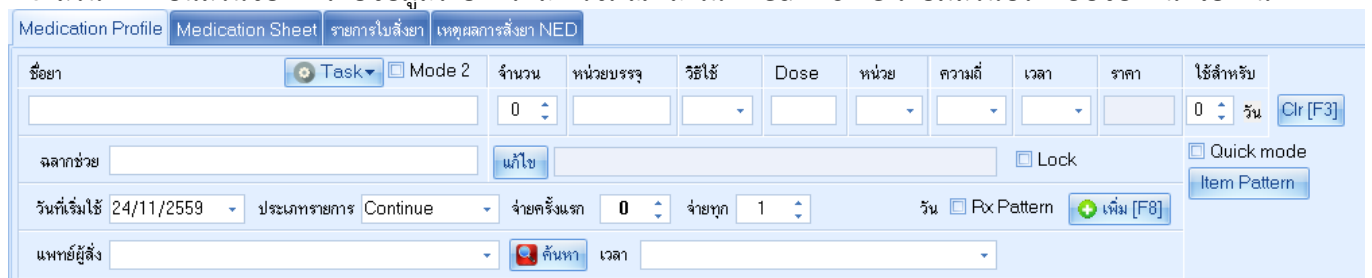 Medication Profile Medication Sheet รายการใบสั่งยา เหตุผลการสั่งยา NED
ชื่อยา Task Mode 2 จำนวน หน่วยบรรจุ วิธีใช้ Dose หน่วย ความถี่ เวลา ราคา ใช้สำหรับ
0 0 วัน Clr [F3]
ฉลากช่วย แก้ไข Lock Quick mode
Item Pattern
วันที่เริ่มใช้ 24/11/2559 ประเภทรายการ Continue จ่ายครั้งแรก 0 จ่ายทุก 1 วัน Rx Pattern เพิ่ม [F8]
แพทย์ผู้สั่ง ค้นหา เวลา